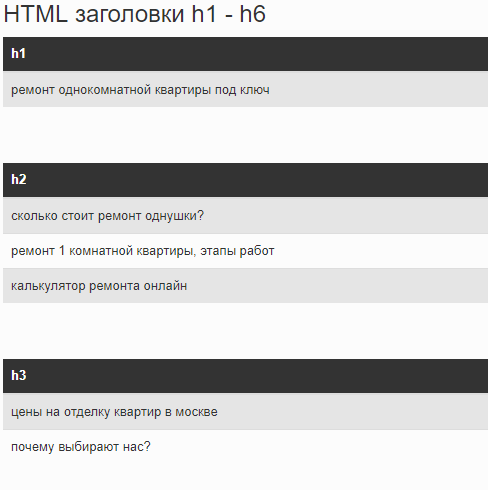 HTML заголовки h1 - h6
h1
ремонт однокомнатной квартиры под ключ
h2
сколько стоит ремонт однушки?
ремонт 1 комнатной квартиры, этапы работ
калькулятор ремонта онлайн
h3
цены на отделку квартир в москве
почему выбирают нас?